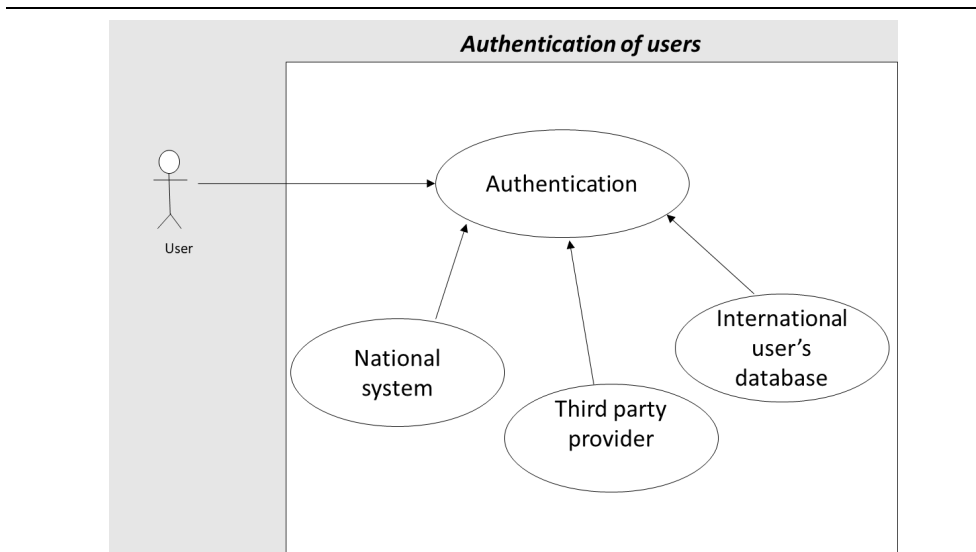 Authentication of users
Authentication
User
National
system
Third party
provider
International
user's
database